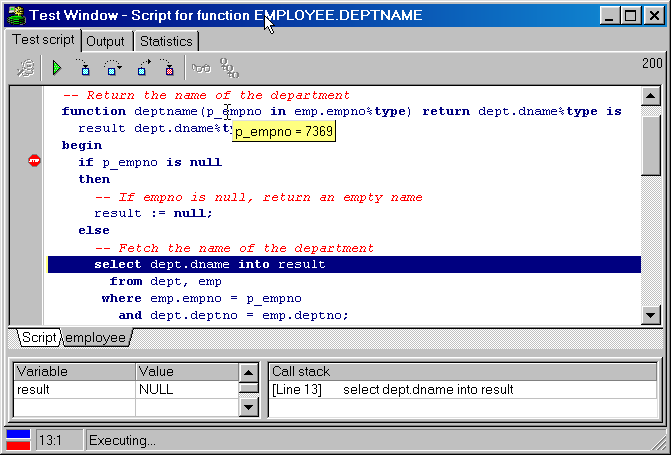 Test Window - Script for function EMPLOYEE.DEPTNAME
Test script Output Statistics
200
-- Return the name of the department
function deptname(p_empno in emp.empno%type) return dept.dname%type is
result dept.dname%ty
p_empno = 7369
begin
STOP if p_empno is null
then
-- If empno is null, return an empty name
result := null;
else
-- Fetch the name of the department
select dept.dname into result
from dept, emp
where emp.empno = p_empno
and dept.deptno = emp.deptno;
Script employee
Variable Value Call stack
result NULL [Line 13] select dept.dname into result
13:1 Executing...